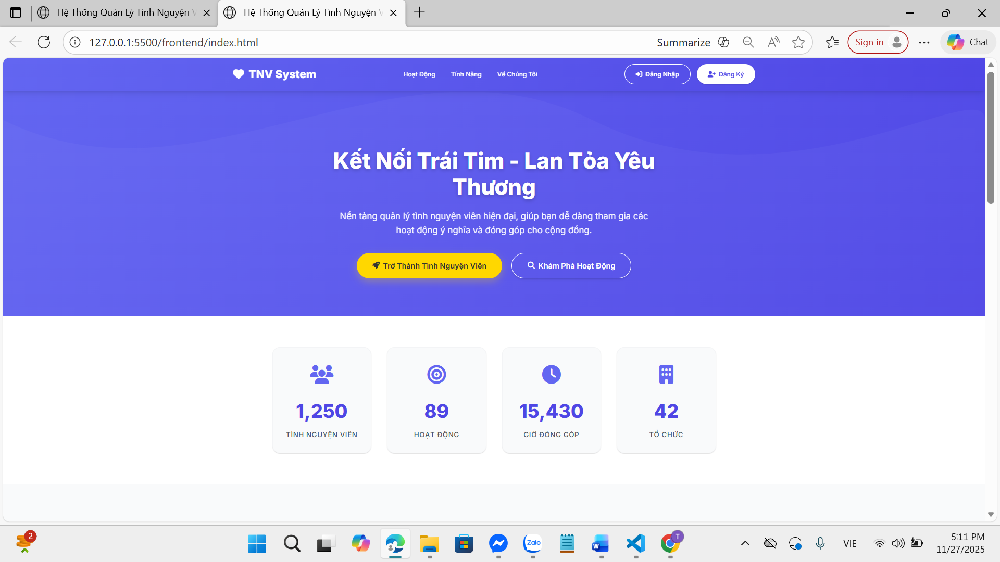 Hệ Thống Quản Lý Tình Nguyện V
Hệ Thống Quản Lý Tình Nguyện V
127.0.0.1:5500/frontend/index.html
Summarize
Sign in
Chat
TNV System
Hoạt Động
Tính Năng
Về Chúng Tôi
Đăng Nhập
Đăng Ký
Kết Nối Trái Tim - Lan Tỏa Yêu
Thương
Nền tảng quản lý tình nguyện viên hiện đại, giúp bạn dễ dàng tham gia các
hoạt động ý nghĩa và đóng góp cho cộng đồng.
Trở Thành Tình Nguyện Viên
Khám Phá Hoạt Động
1,250
TÌNH NGUYỆN VIÊN
89
HOẠT ĐỘNG
15,430
GIỜ ĐÓNG GÓP
42
TỔ CHỨC
2
Zalo
W
T
VIE
5:11 PM
11/27/2025